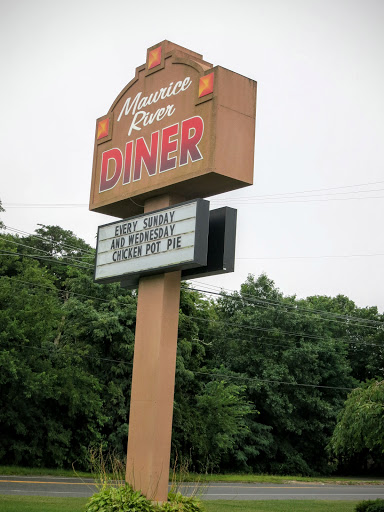 Maurice
River
DINER
EVERY SUNDAY
AND WEDNESDAY
CHICKEN POT PIE